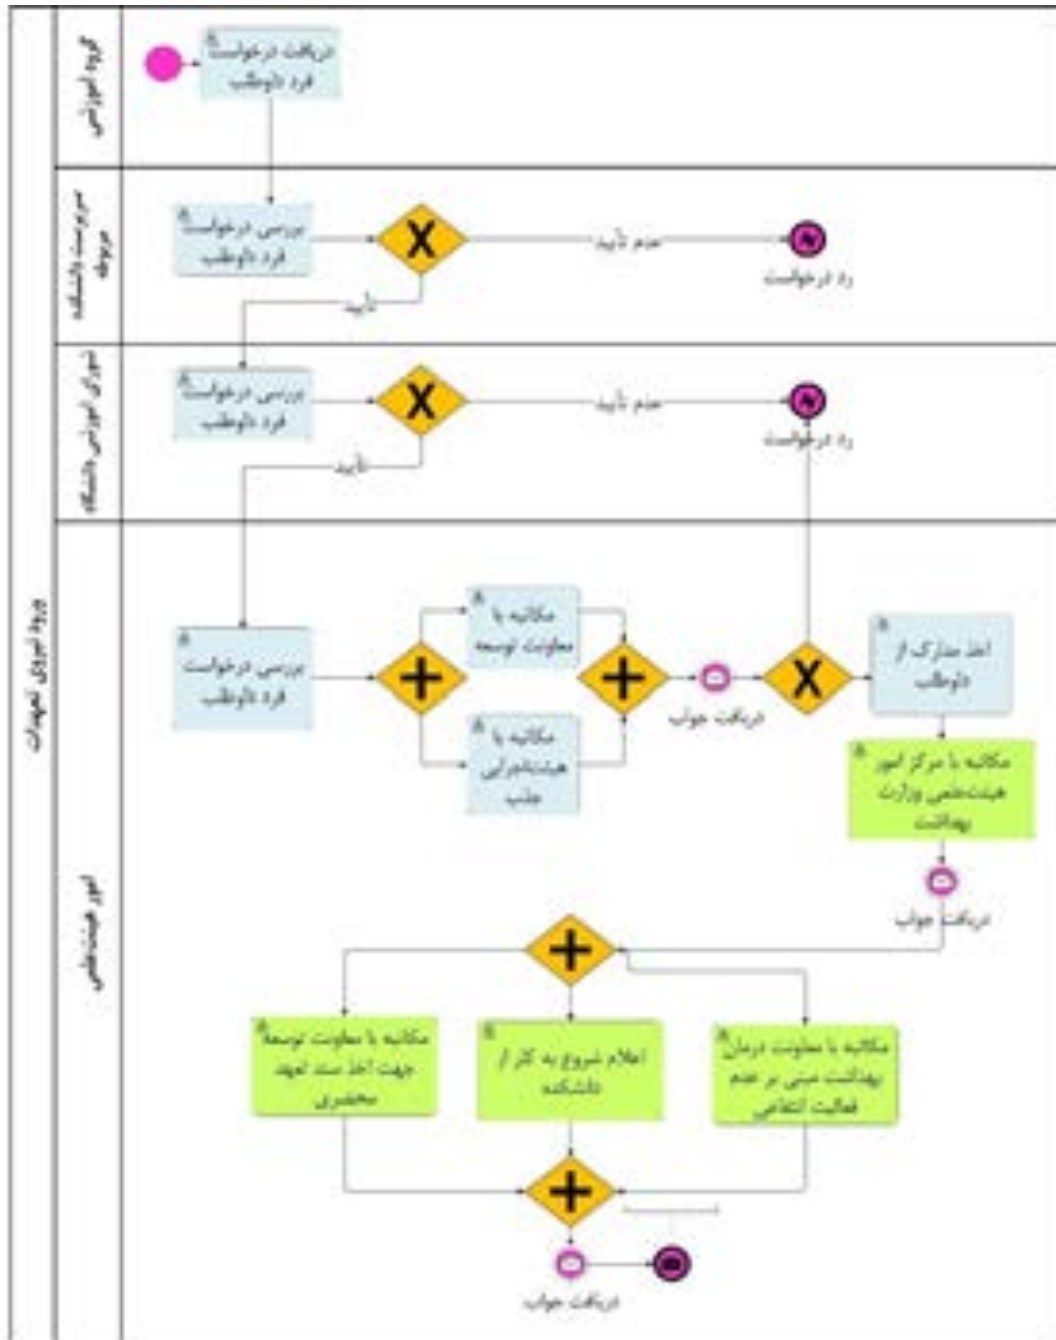 ورود نیروی تعهدات
گروه آموزشی
دریافت درخواست
فرد داوطلب
سرپرست دانشکده
مربوطه
بررسی درخواست
فرد داوطلب
عدم تأیید
رد درخواست
تأیید
شورای آموزشی دانشگاه
بررسی درخواست
فرد داوطلب
عدم تأیید
رد درخواست
تأیید
امور هیئت‌علمی
بررسی درخواست
فرد داوطلب
مکاتبه با
معاونت توسعه
مکاتبه با
هیئت‌اجرایی
جذب
دریافت جواب
اخذ مدارک از
داوطلب
مکاتبه با مرکز امور
هیئت‌علمی وزارت
بهداشت
دریافت جواب
مکاتبه با معاونت درمان
بهداشت مبنی بر عدم
فعالیت انتفاعی
اعلام شروع به کار از
دانشکده
مکاتبه با معاونت توسعه
جهت اخذ سند تعهد
محضری
دریافت جواب